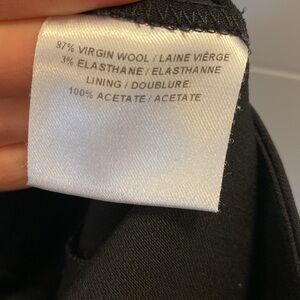 97% VIRGIN WOOL / LAINE VIÈRGE
3% ELASTHANE / ELASTHANNE
LINING / DOUBLURE:
100% ACETATE / ACETATE